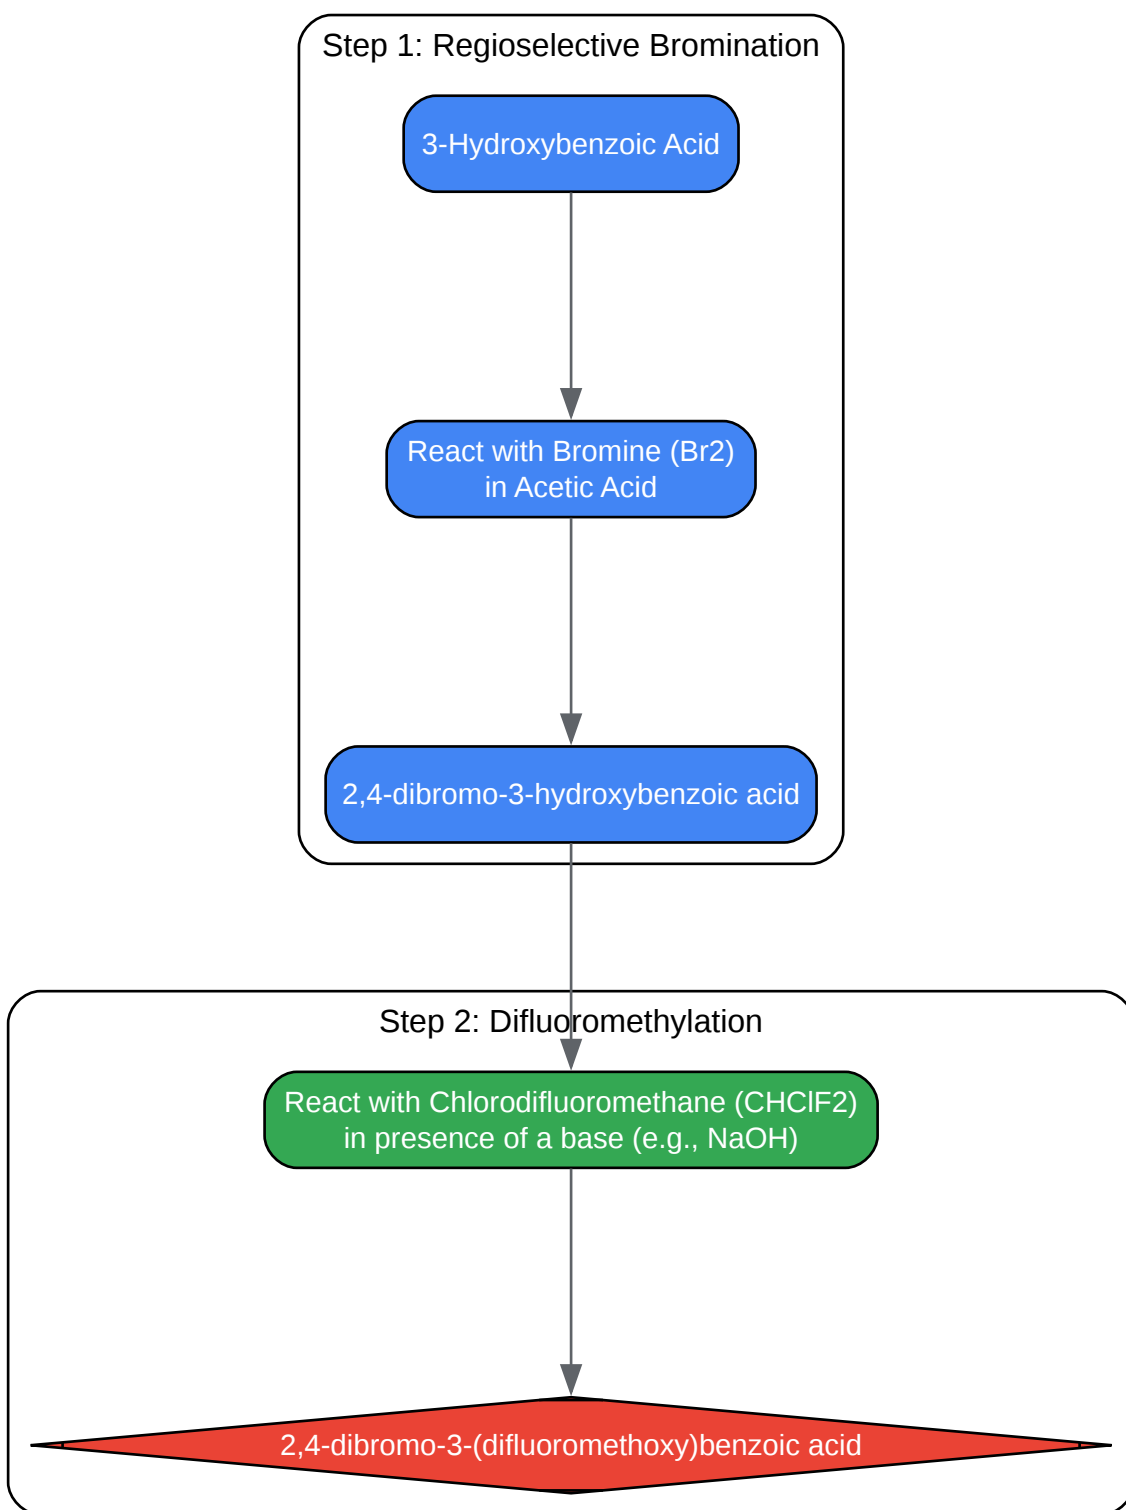 Step 1: Regioselective Bromination
3-Hydroxybenzoic Acid
React with Bromine (Br2)
in Acetic Acid
2,4-dibromo-3-hydroxybenzoic acid
Step 2: Difluoromethylation
React with Chlorodifluoromethane (CHClF2)
in presence of a base (e.g., NaOH)
2,4-dibromo-3-(difluoromethoxy)benzoic acid